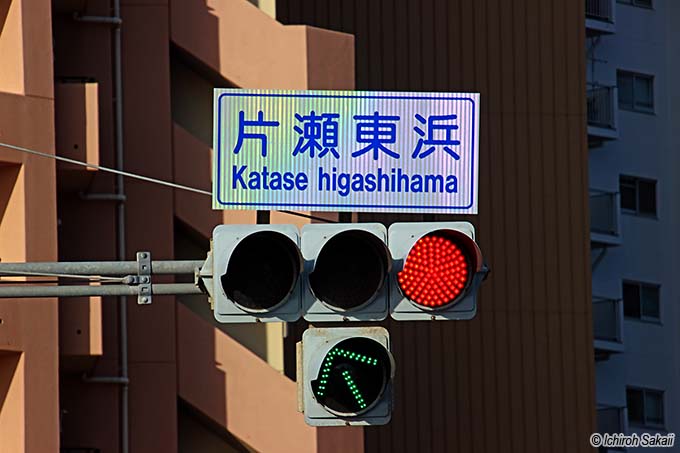 片瀬東浜
Katase higashihama
© Ichiroh Sakaii